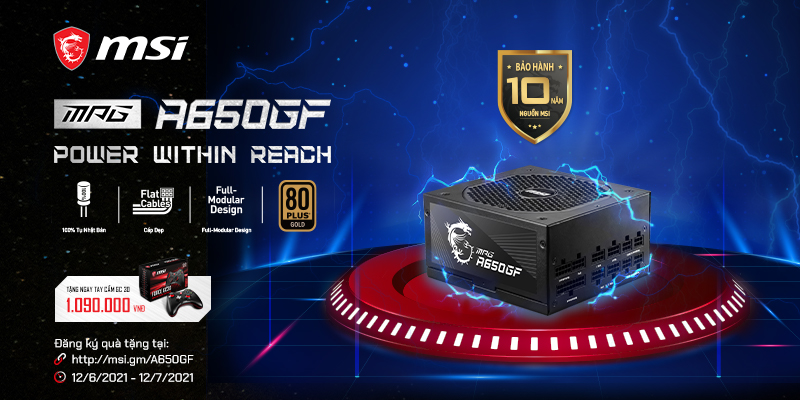 msi
MPG A650GF
POWER WITHIN REACH
100% Tụ Nhật Bản
Flat
Cables
Cáp Dẹp
Full-
Modular
Design
Full-Modular Design
80
PLUS
GOLD
TẶNG NGAY TAY CẦM GC 20
1.090.000 VNĐ
Đăng ký quà tặng tại:
http://msi.gm/A650GF
12/6/2021 - 12/7/2021
BẢO HÀNH
10 NĂM
NGUỒN MSI
MPG
A650GF